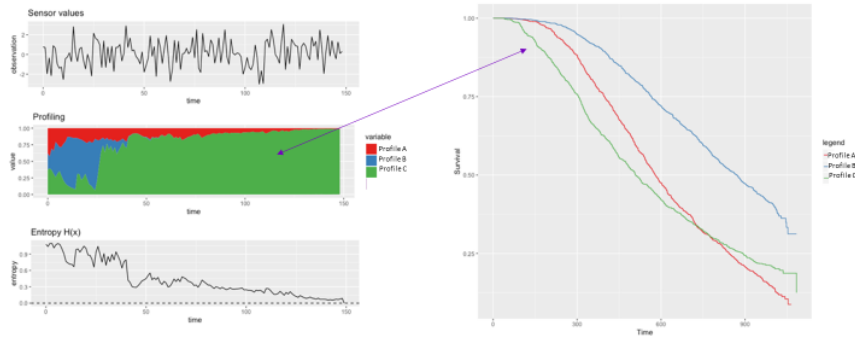 Sensor values
observation
2
0
-2
0
50
100
150
time
Profiling
value
1.00
0.75
0.50
0.25
0.00
0
50
100
150
time
variable
Profile A
Profile B
Profile C
Entropy H(x)
entropy
0.9
0.6
0.3
0.0
0
50
100
150
time
Survival
1.00
0.75
0.50
0.25
0
300
600
900
Time
legend
Profile A
Profile B
Profile C